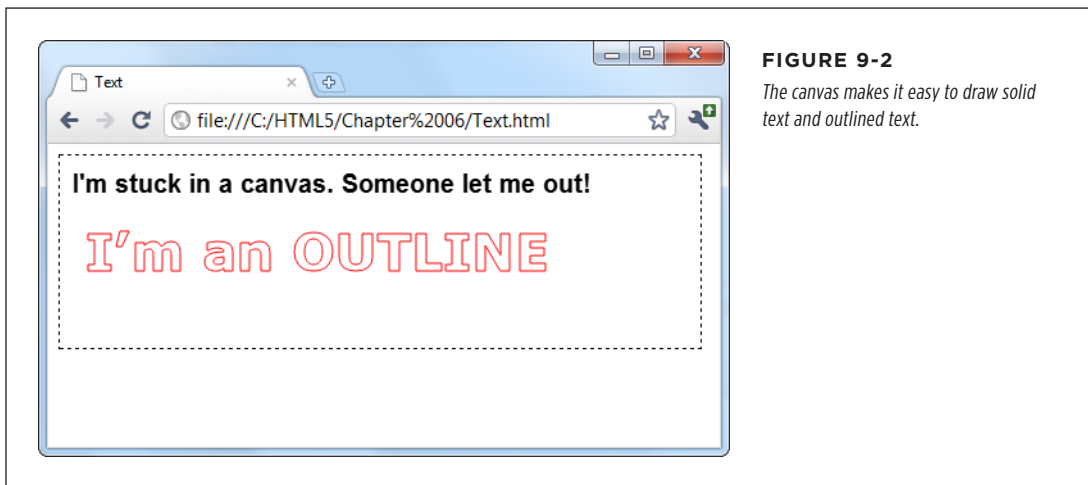 Text
file:///C:/HTML5/Chapter%2006/Text.html
I'm stuck in a canvas. Someone let me out!
I'm an OUTLINE
FIGURE 9-2
The canvas makes it easy to draw solid
text and outlined text.